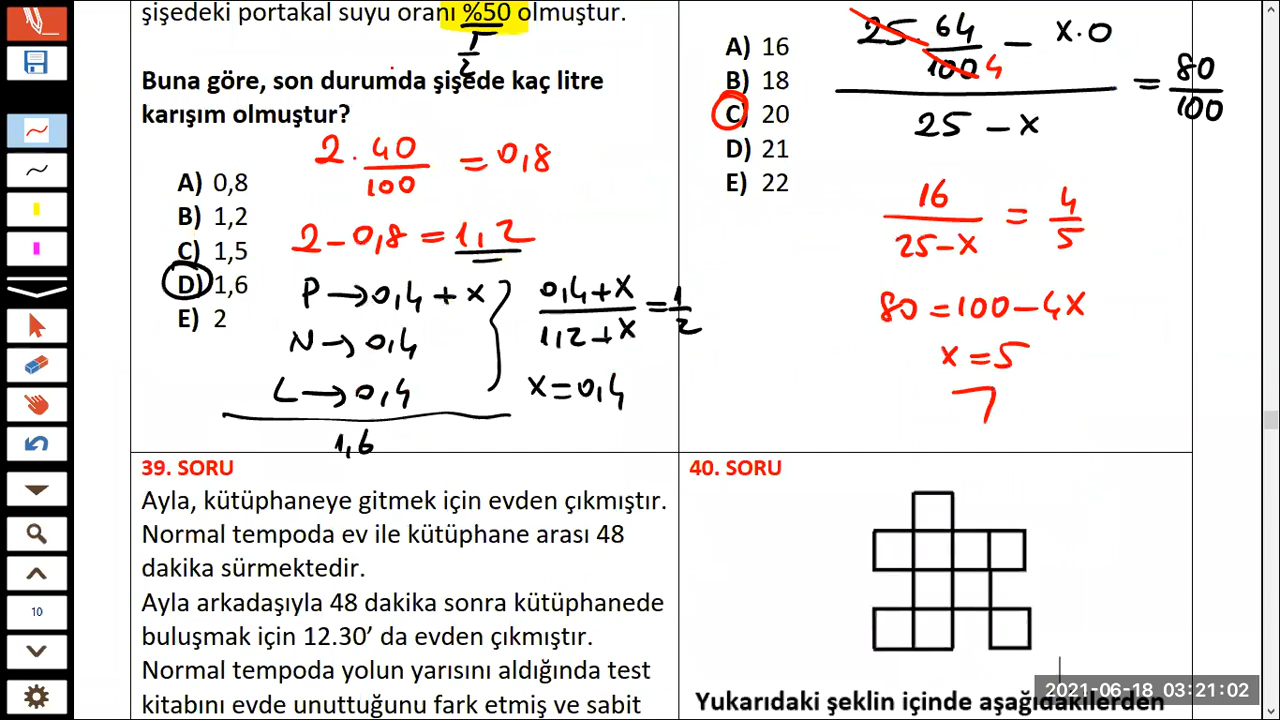 şişedeki portakal suyu oranı %50 olmuştur.
1
2
Buna göre, son durumda şişede kaç litre
karışım olmuştur?
2 · 40/100 = 0,8
A) 0,8
B) 1,2
2 - 0,8 = 1,2
C) 1,5
D) 1,6
E) 2
P → 0,4 + x
N → 0,4
L → 0,4
1,6
0,4+x/1,2+x = 1/2
x = 0,4
A) 16
B) 18
C) 20
D) 21
E) 22
25 · 64/100 - x · 0
4
25 - x
= 80/100
16/25-x = 4/5
80 = 100 - 4x
x = 5
39. SORU
Ayla, kütüphaneye gitmek için evden çıkmıştır.
Normal tempoda ev ile kütüphane arası 48
dakika sürmektedir.
Ayla arkadaşıyla 48 dakika sonra kütüphanede
buluşmak için 12.30’ da evden çıkmıştır.
Normal tempoda yolun yarısını aldığında test
kitabını evde unuttuğunu fark etmiş ve sabit
40. SORU
Yukarıdaki şeklin içinde aşağıdakilerden
10
2021-06-18 03:21:02